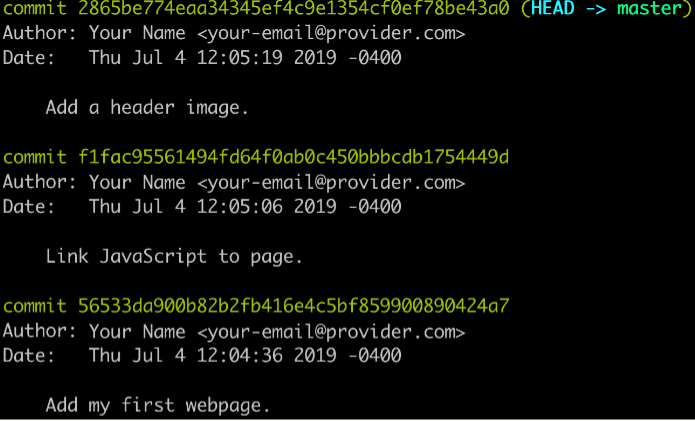 commit 2865be774eaa34345ef4c9e1354cf0ef78be43a0 (HEAD -> master)
Author: Your Name <your-email@provider.com>
Date:   Thu Jul 4 12:05:19 2019 -0400
    Add a header image.
commit f1fac95561494fd64f0ab0c450bbbcdb1754449d
Author: Your Name <your-email@provider.com>
Date:   Thu Jul 4 12:05:06 2019 -0400
    Link JavaScript to page.
commit 56533da900b82b2fb416e4c5bf859900890424a7
Author: Your Name <your-email@provider.com>
Date:   Thu Jul 4 12:04:36 2019 -0400
    Add my first webpage.